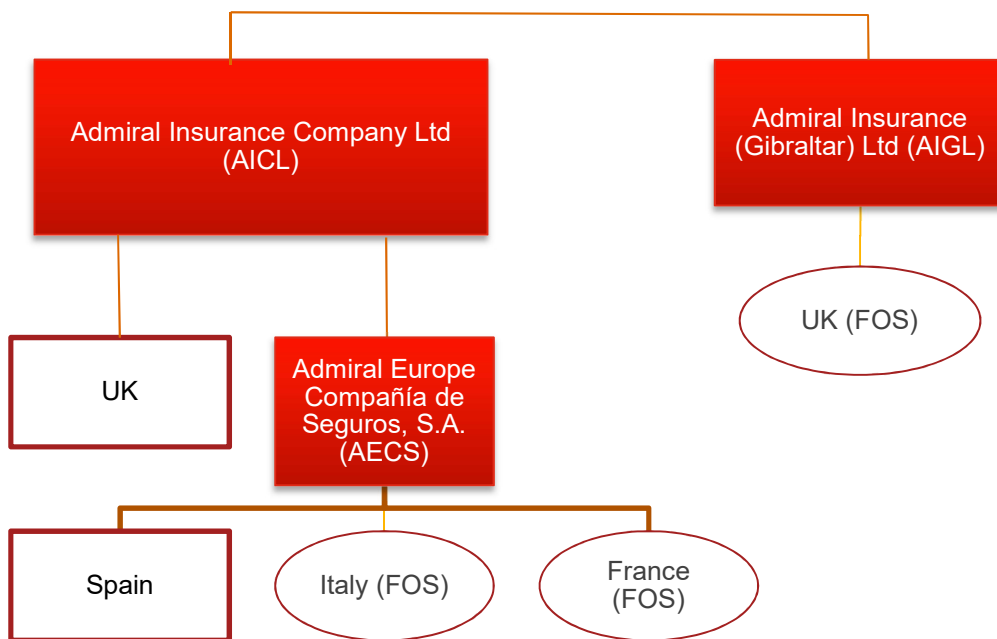 Admiral Insurance Company Ltd
(AICL)
Admiral Insurance
(Gibraltar) Ltd (AIGL)
UK (FOS)
UK
Admiral Europe
Compañía de
Seguros, S.A.
(AECS)
Spain
Italy (FOS)
France
(FOS)